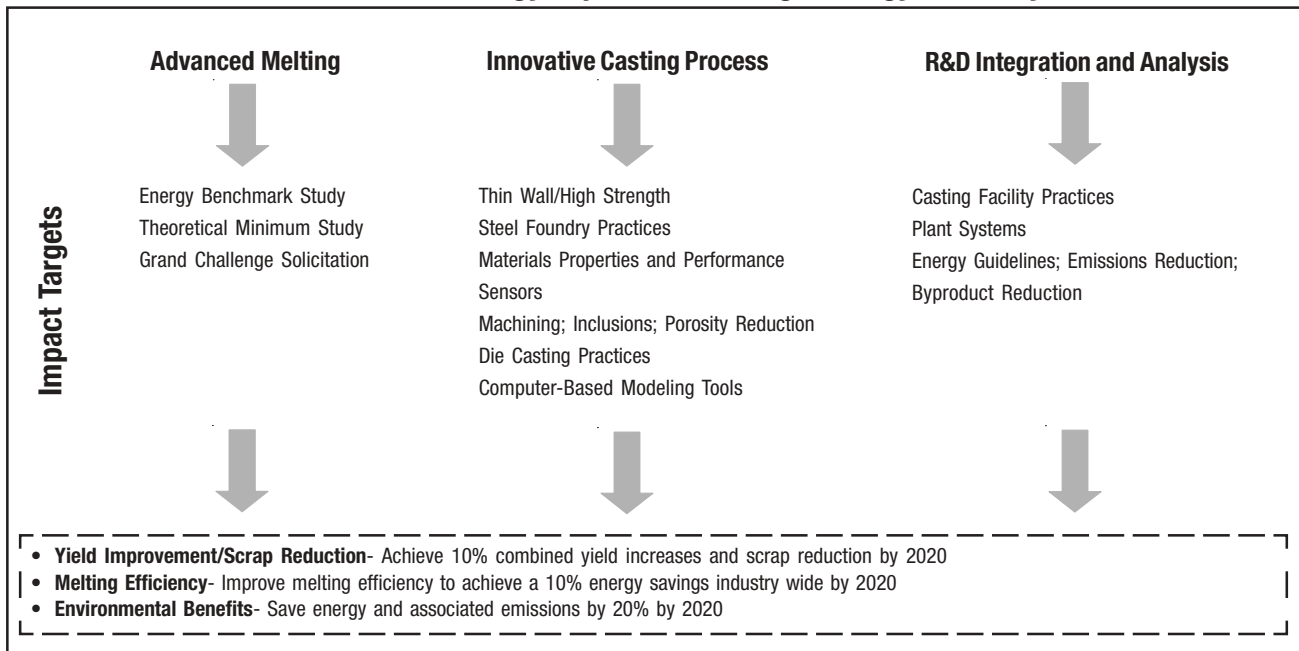 Advanced Melting
Innovative Casting Process
R&D Integration and Analysis
Impact Targets
Energy Benchmark Study
Theoretical Minimum Study
Grand Challenge Solicitation
Thin Wall/High Strength
Steel Foundry Practices
Materials Properties and Performance
Sensors
Machining; Inclusions; Porosity Reduction
Die Casting Practices
Computer-Based Modeling Tools
Casting Facility Practices
Plant Systems
Energy Guidelines; Emissions Reduction;
Byproduct Reduction
• Yield Improvement/Scrap Reduction- Achieve 10% combined yield increases and scrap reduction by 2020
• Melting Efficiency- Improve melting efficiency to achieve a 10% energy savings industry wide by 2020
• Environmental Benefits- Save energy and associated emissions by 20% by 2020